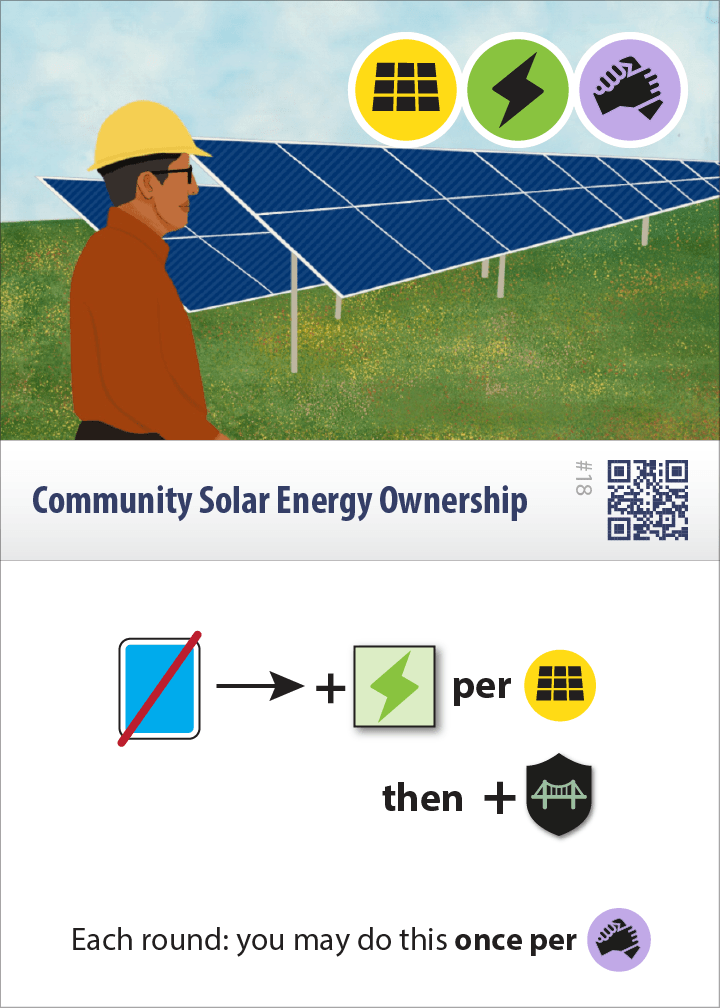 #18
Community Solar Energy Ownership
+ per
then +
Each round: you may do this once per